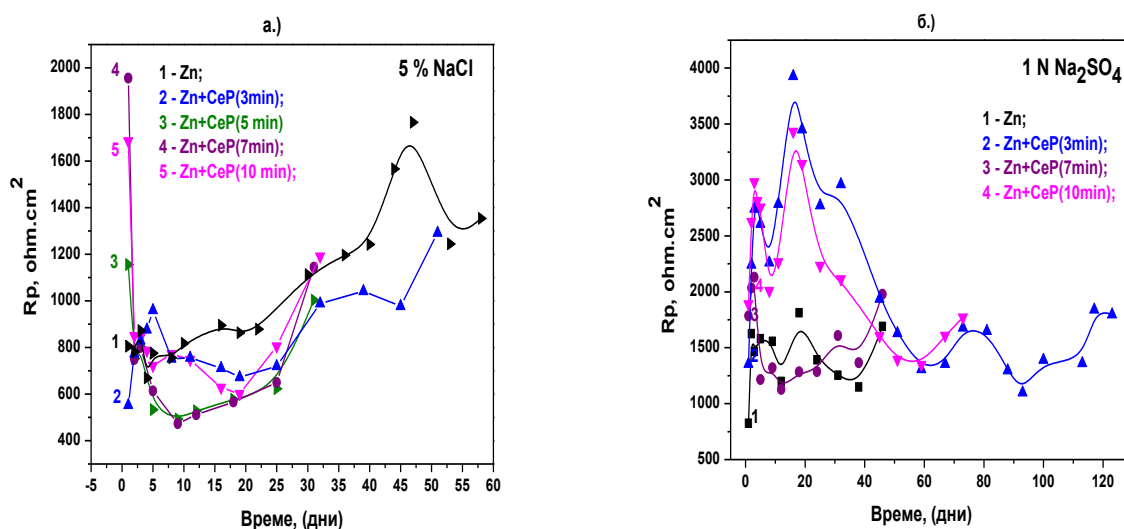 а.)
2000
1800
1600
1400
1200
1000
800
600
400
Rp, ohm.cm²
5 % NaCl
1 - Zn;
2 - Zn+CeP(3min);
3 - Zn+CeP(5 min)
4 - Zn+CeP(7min);
5 - Zn+CeP(10 min);
4
5
3
1
2
-5 0 5 10 15 20 25 30 35 40 45 50 55 60
Време, (дни)
б.)
4000
3500
3000
2500
2000
1500
1000
500
Rp, ohm.cm²
1 N Na₂SO₄
1 - Zn;
2 - Zn+CeP(3min);
3 - Zn+CeP(7min);
4 - Zn+CeP(10min);
4
3
2
1
0 20 40 60 80 100 120
Време, (дни)